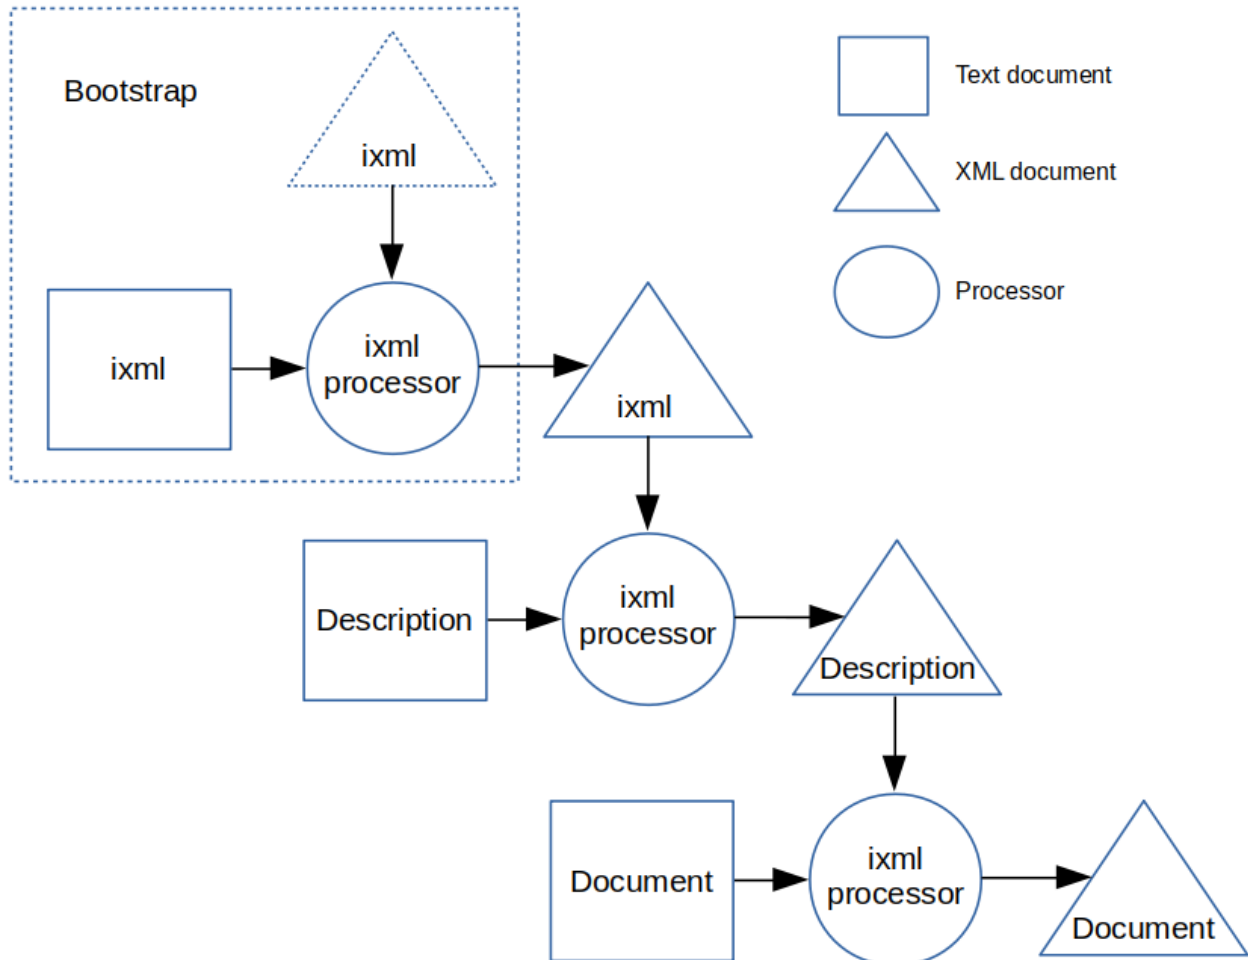 Bootstrap
ixml
ixml
ixml
processor
ixml
Text document
XML document
Processor
Description
ixml
processor
Description
Document
ixml
processor
Document